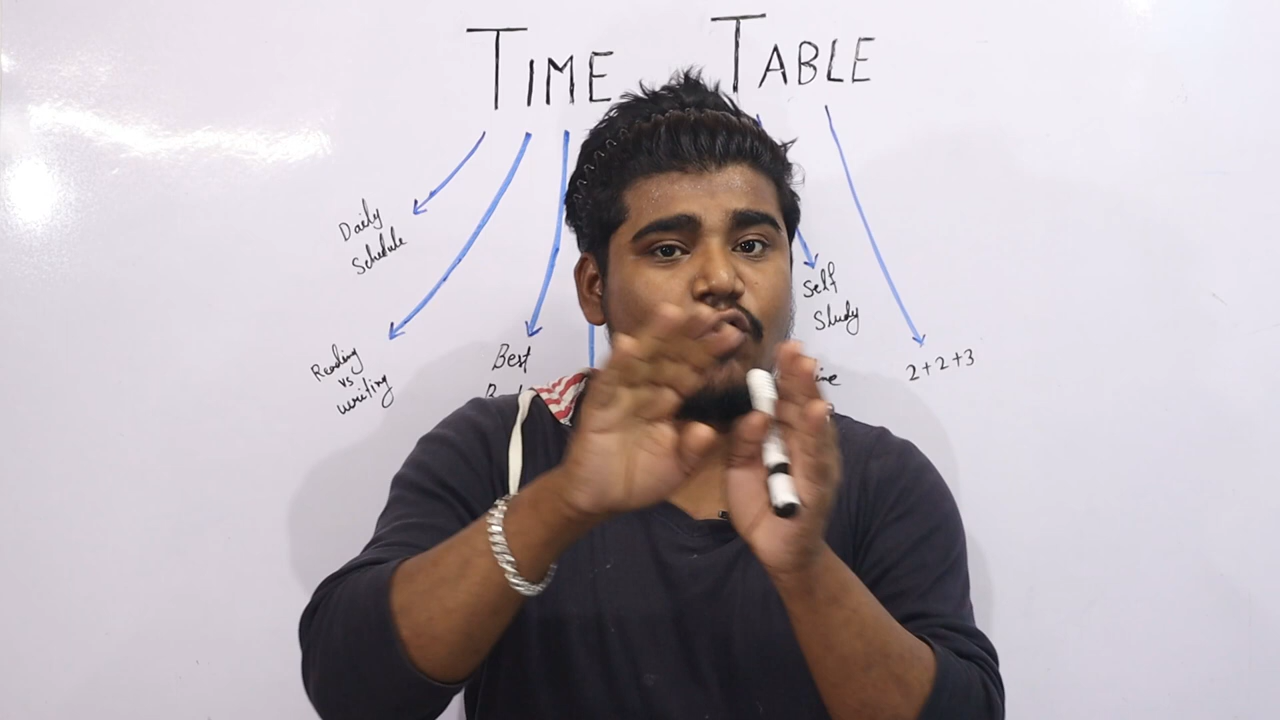 TIME TABLE
Daily
Schedule
Reading
vs
writing
Best
Self
Study
2+2+3